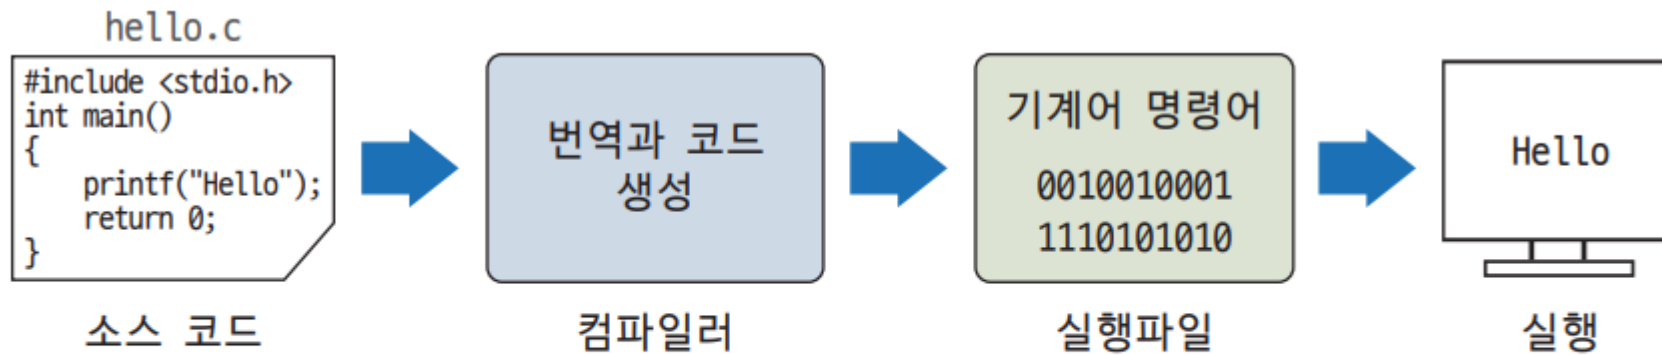 hello.c
#include <stdio.h>
int main()
{
    printf("Hello");
    return 0;
}
소스 코드
번역과 코드
생성
컴파일러
기계어 명령어
0010010001
1110101010
실행파일
Hello
실행